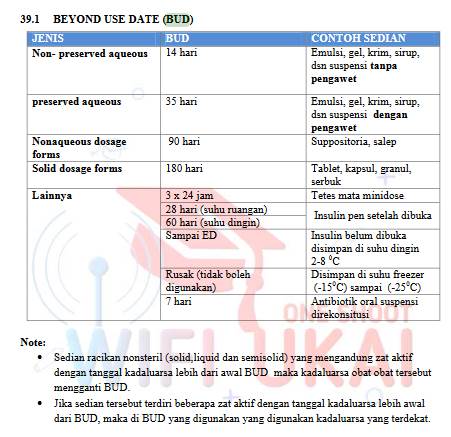 39.1 BEYOND USE DATE (BUD)
JENIS BUD CONTOH SEDIAN
Non- preserved aqueous 14 hari Emulsi, gel, krim, sirup,
dsn suspensi tanpa
pengawet
preserved aqueous 35 hari Emulsi, gel, krim, sirup,
dsn suspensi dengan
pengawet
Nonaqueous dosage 90 hari Suppositoria, salep
forms
Solid dosage forms 180 hari Tablet, kapsul, granul,
serbuk
Lainnya 3 x 24 jam Tetes mata minidose
28 hari (suhu ruangan) Insulin pen setelah dibuka
60 hari (suhu dingin)
Sampai ED Insulin belum dibuka
disimpan di suhu dingin
2-8 ⁰C
Rusak (tidak boleh Disimpan di suhu freezer
digunakan) (-15⁰C) sampai (-25⁰C)
7 hari Antibiotik oral suspensi
direkonsitusi
ONE SHOOT
WIFI UKAI
Note:
• Sedian racikan nonsteril (solid,liquid dan semisolid) yang mengandung zat aktif
dengan tanggal kadaluarsa lebih dari awal BUD maka kadaluarsa obat obat tersebut
mengganti BUD.
• Jika sedian tersebut terdiri beberapa zat aktif dengan tanggal kadaluarsa lebih awal
dari BUD, maka di BUD yang digunakan yang digunakan kadaluarsa yang terdekat.